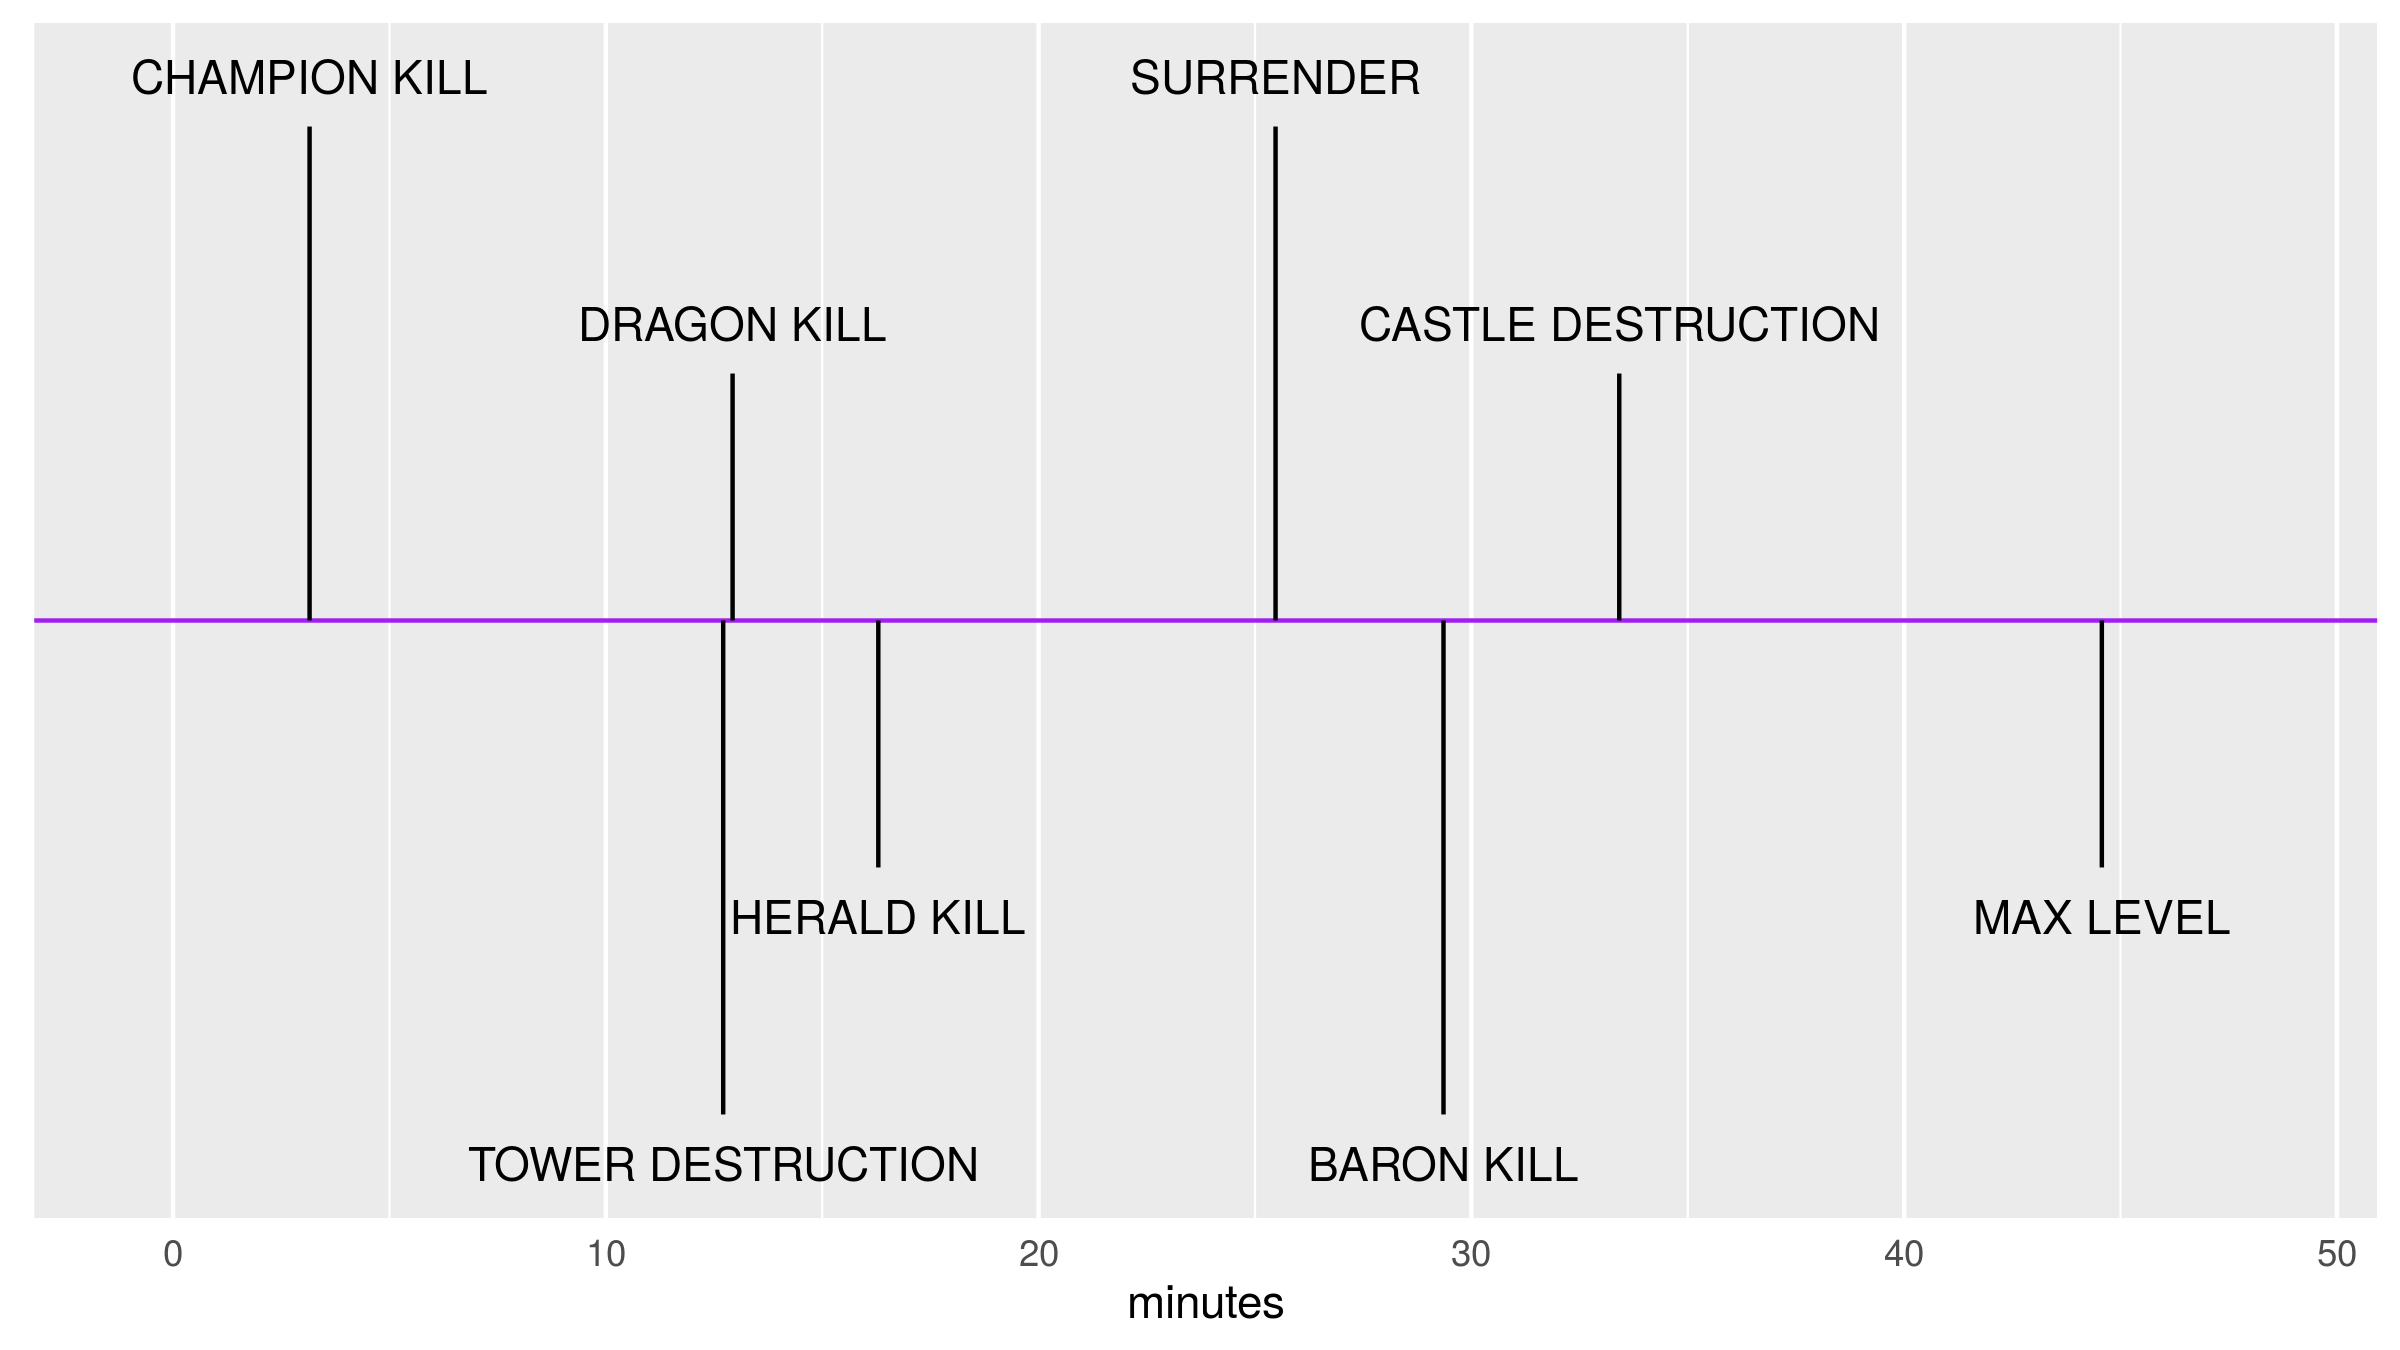 CHAMPION KILL
SURRENDER
DRAGON KILL
CASTLE DESTRUCTION
HERALD KILL
MAX LEVEL
TOWER DESTRUCTION
BARON KILL
0 10 20 30 40 50
minutes